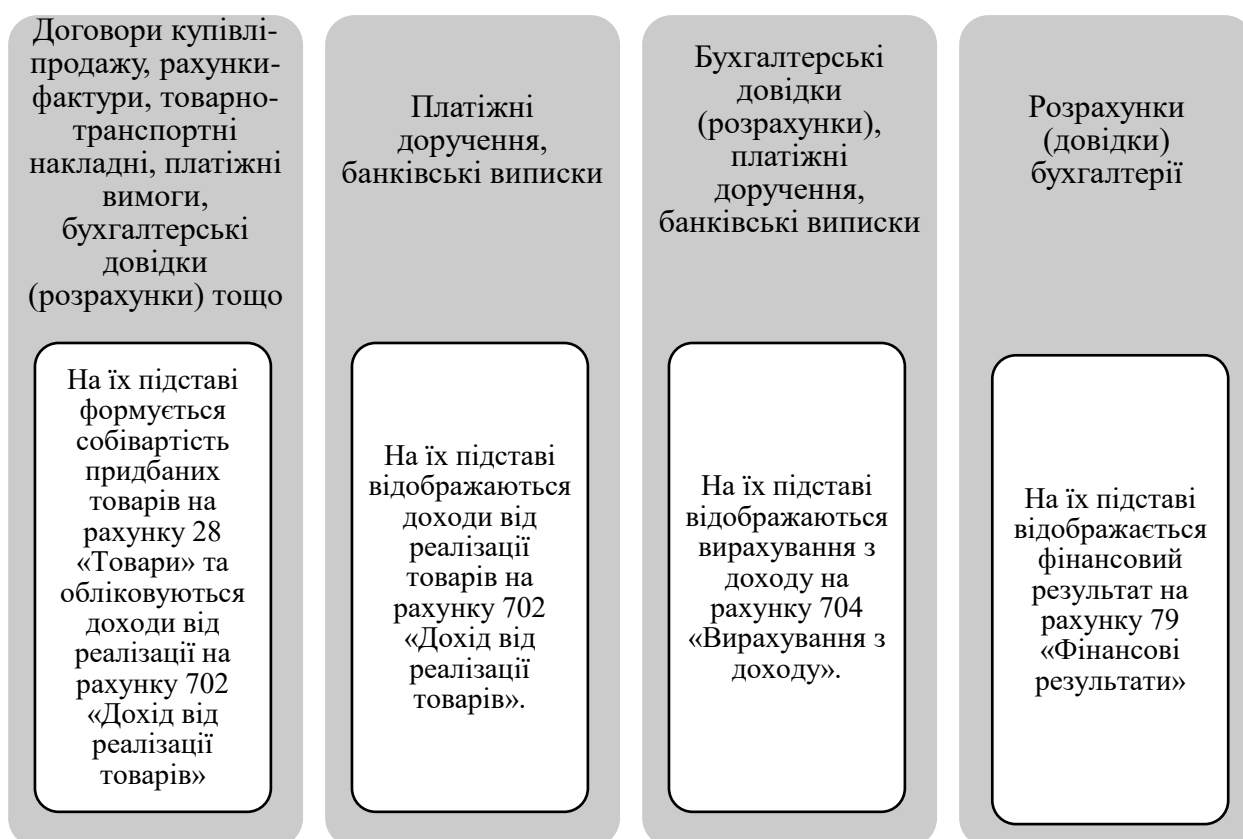 Договори купівлі-
продажу, рахунки-
фактури, товарно-
транспортні
накладні, платіжні
вимоги,
бухгалтерські
довідки
(розрахунки) тощо
На їх підставі
формується
собівартість
придбаних
товарів на
рахунку 28
«Товари» та
обліковуються
доходи від
реалізації на
рахунку 702
«Дохід від
реалізації
товарів»
Платіжні
доручення,
банківські виписки
На їх підставі
відображаються
доходи від
реалізації
товарів на
рахунку 702
«Дохід від
реалізації
товарів».
Бухгалтерські
довідки
(розрахунки),
платіжні
доручення,
банківські виписки
На їх підставі
відображаються
вирахування з
доходу на
рахунку 704
«Вирахування з
доходу».
Розрахунки
(довідки)
бухгалтерії
На їх підставі
відображається
фінансовий
результат на
рахунку 79
«Фінансові
результати»